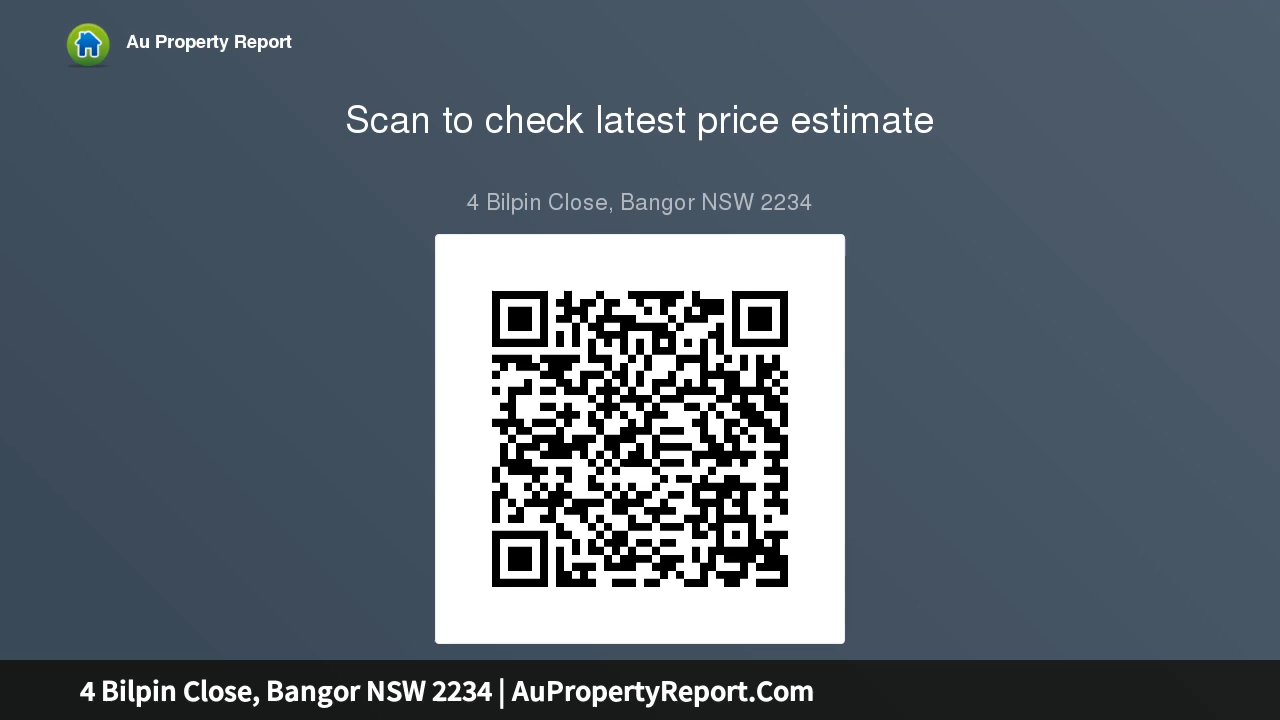 Au Property Report
Scan to check latest price estimate
4 Bilpin Close, Bangor NSW 2234
4 Bilpin Close, Bangor NSW 2234 | AuPropertyReport.Com